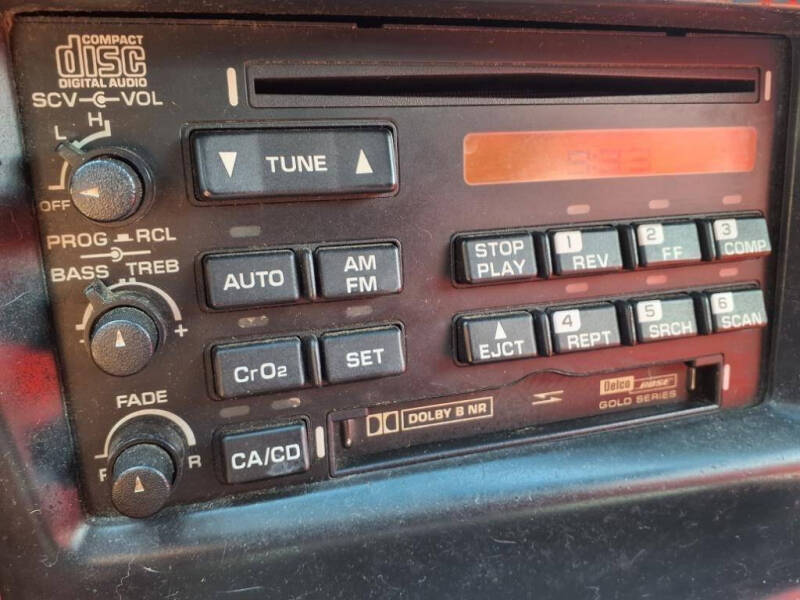 COMPACT
disc
DIGITAL AUDIO
SCV VOL
L H
OFF
TUNE
PROG RCL
BASS TREB
- +
AUTO
AM
FM
STOP
PLAY
1
REV
2
FF
3
COMP
CrO2
SET
EJCT
4
REPT
5
SRCH
6
SCAN
FADE
F R
CA/CD
DOLBY B NR
Delco BOSE
GOLD SERIES